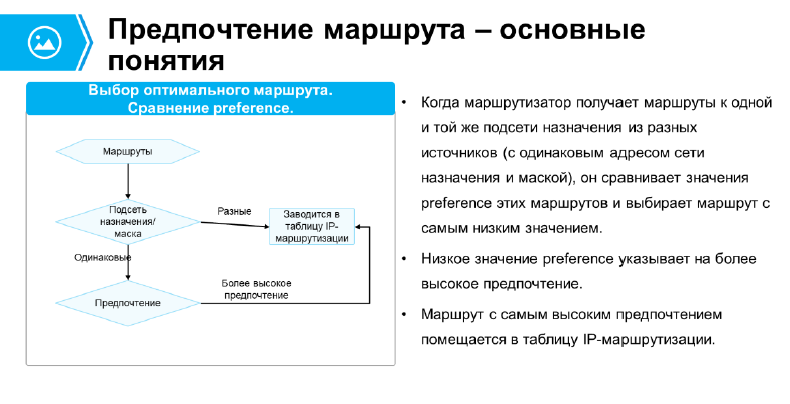 Предпочтение маршрута – основные
понятия
Выбор оптимального маршрута.
Сравнение preference.
Маршруты
Подсеть
назначения/
маска
Разные
Заводится в
таблицу IP-
маршрутизации
Одинаковые
Предпочтение
Более высокое
предпочтение
• Когда маршрутизатор получает маршруты к одной
и той же подсети назначения из разных
источников (с одинаковым адресом сети
назначения и маской), он сравнивает значения
preference этих маршрутов и выбирает маршрут с
самым низким значением.
• Низкое значение preference указывает на более
высокое предпочтение.
• Маршрут с самым высоким предпочтением
помещается в таблицу IP-маршрутизации.